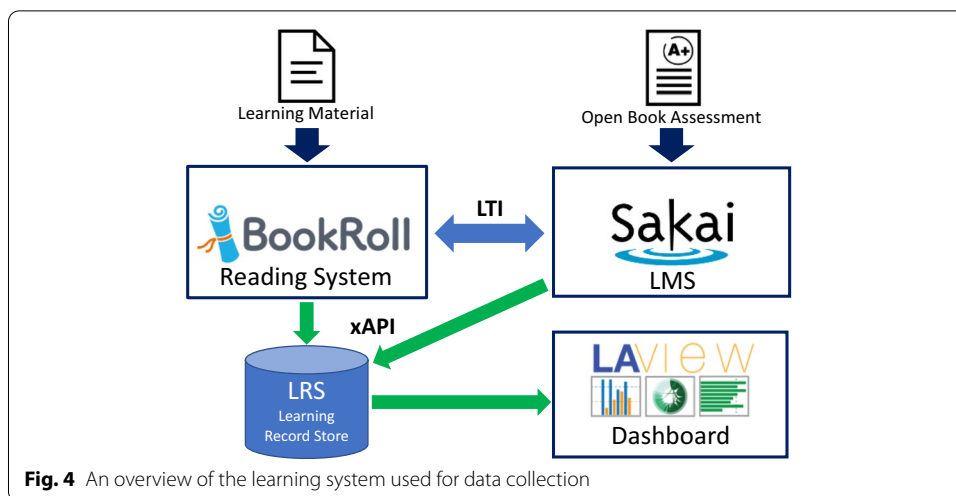 A+
Learning Material
Open Book Assessment
BookRoll
Reading System
LTI
Sakai
LMS
xAPI
LRS
Learning
Record Store
LAVIEW
Dashboard
Fig. 4 An overview of the learning system used for data collection